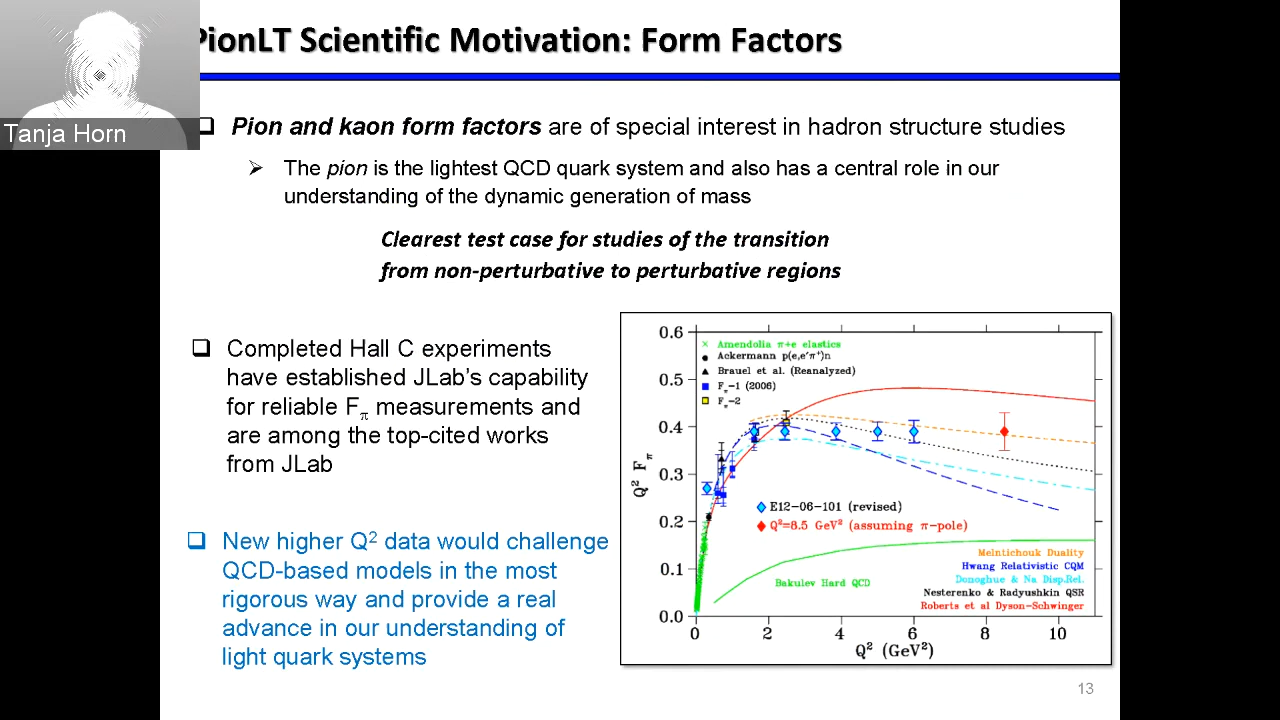 PionLT Scientific Motivation: Form Factors
Tanja Horn
❑ Pion and kaon form factors are of special interest in hadron structure studies
➢ The pion is the lightest QCD quark system and also has a central role in our
understanding of the dynamic generation of mass
Clearest test case for studies of the transition
from non-perturbative to perturbative regions
❑ Completed Hall C experiments
have established JLab's capability
for reliable Fπ measurements and
are among the top-cited works
from JLab
❑ New higher Q² data would challenge
QCD-based models in the most
rigorous way and provide a real
advance in our understanding of
light quark systems
0.6
0.5
0.4
0.3
0.2
0.1
0.0
Q² Fπ
Amendolia π+e elastics
Ackermann p(e,e′π⁺)n
Brauel et al. (Reanalyzed)
Fπ-1 (2006)
Fπ-2
E12-06-101 (revised)
Q²=8.5 GeV² (assuming π-pole)
Melnitchouk Duality
Hwang Relativistic CQM
Donoghue & Na Disp.Rel.
Nesterenko & Radyushkin QSR
Roberts et al Dyson-Schwinger
Bakulev Hard QCD
0 2 4 6 8 10
Q² (GeV²)
13